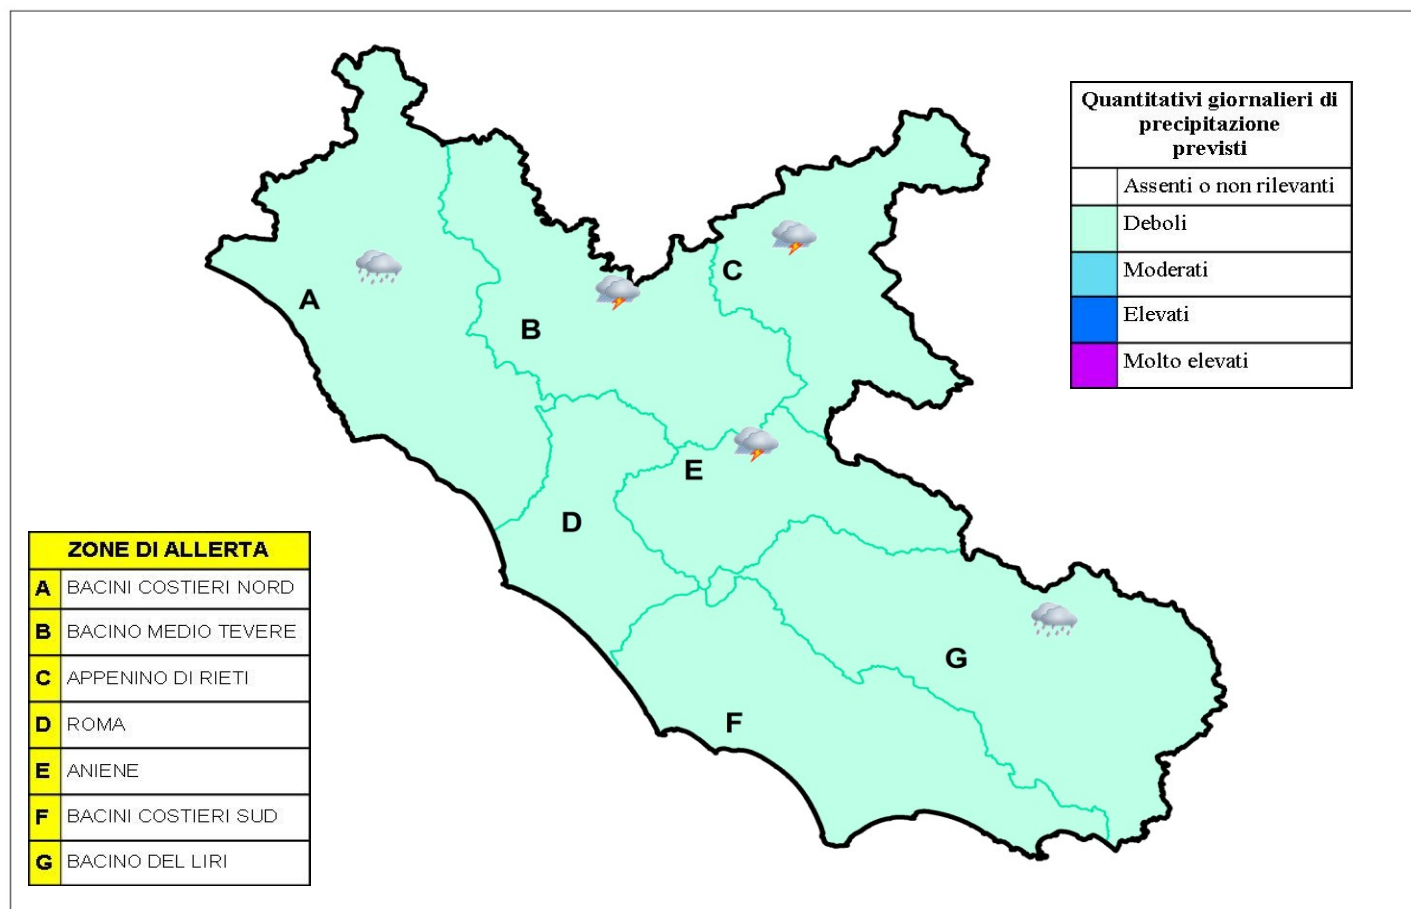 Quantitativi giornalieri di
precipitazione
previsti
Assenti o non rilevanti
Deboli
Moderati
Elevati
Molto elevati
A
B
C
D
E
F
G
ZONE DI ALLERTA
A BACINI COSTIERI NORD
B BACINO MEDIO TEVERE
C APPENINO DI RIETI
D ROMA
E ANIENE
F BACINI COSTIERI SUD
G BACINO DEL LIRI